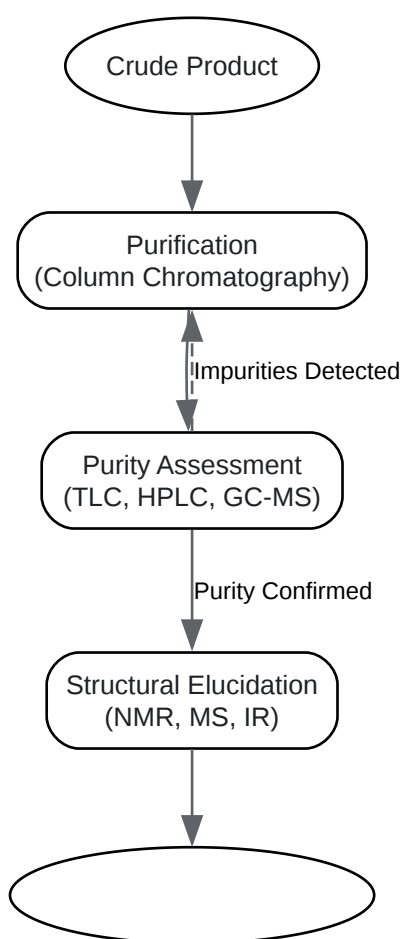 Crude Product
Purification
(Column Chromatography)
Impurities Detected
Purity Assessment
(TLC, HPLC, GC-MS)
Purity Confirmed
Structural Elucidation
(NMR, MS, IR)